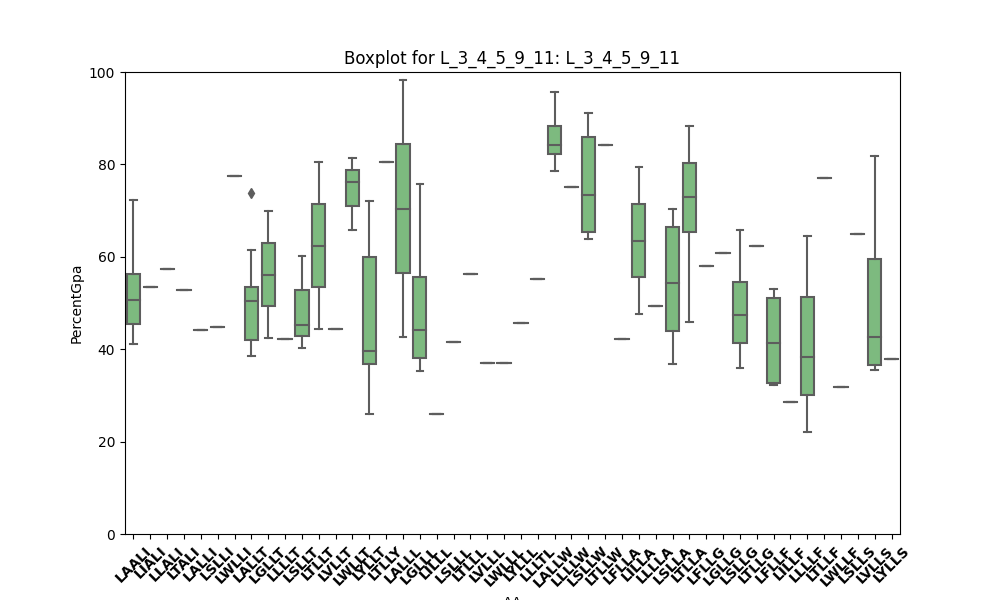 Boxplot for L_3_4_5_9_11: L_3_4_5_9_11
PercentGpa
100
80
60
40
20
0
LAALI
LIALI
LLALI
LTALI
LALLI
LSLLI
LWLLI
LALLT
LGLLT
LLLLT
LSLLT
LTLLT
LVLLT
LWLLT
LYLLT
LTLLY
LALLL
LGLLL
LILLL
LSLLL
LTLLL
LVLLL
LWLLL
LYLLL
LLLTL
LALLW
LLLLW
LSLLW
LTLLW
LFLLA
LILLA
LLLLA
LSLLA
LTLLA
LFLLG
LGLLG
LSLLG
LTLLG
LFLLF
LILLF
LLLLF
LTLLF
LWLLF
LSLLS
LVLLS
LYLLS